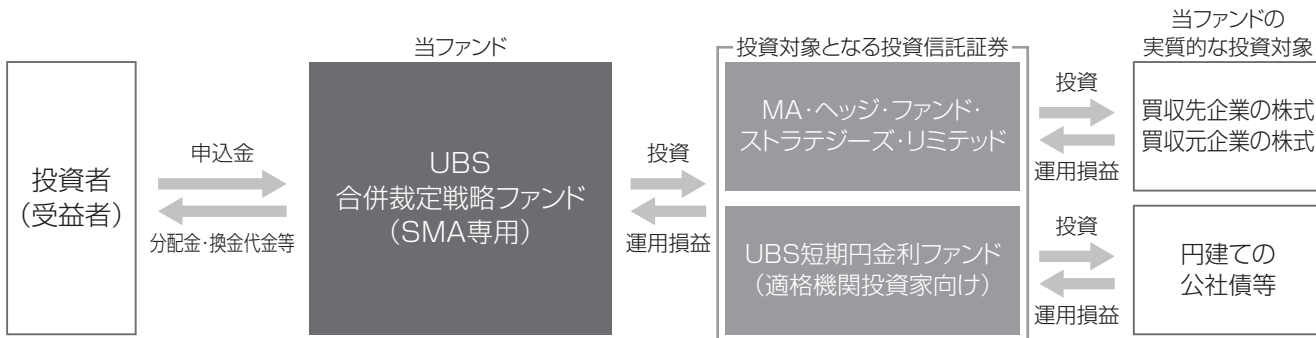 投資者
(受益者)
申込金
分配金・換金代金等
当ファンド
UBS
合併裁定戦略ファンド
(SMA専用)
投資
運用損益
投資対象となる投資信託証券
MA・ヘッジ・ファンド・
ストラテジーズ・リミテッド
UBS短期円金利ファンド
(適格機関投資家向け)
投資
運用損益
投資
運用損益
当ファンドの
実質的な投資対象
買収先企業の株式
買収元企業の株式
円建ての
公社債等